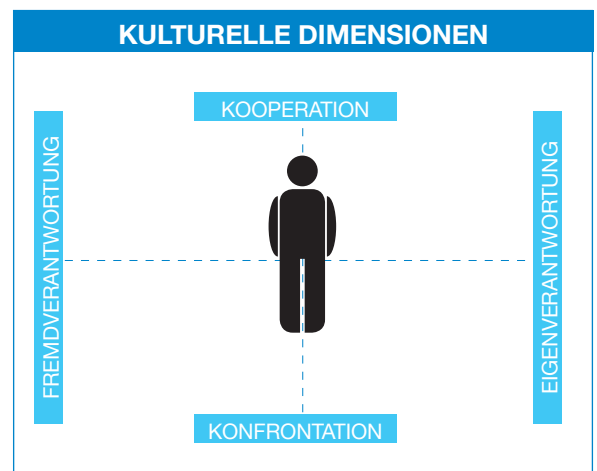 KULTURELLE DIMENSIONEN
KOOPERATION
FREMDVERANTWORTUNG
EIGENVERANTWORTUNG
KONFRONTATION